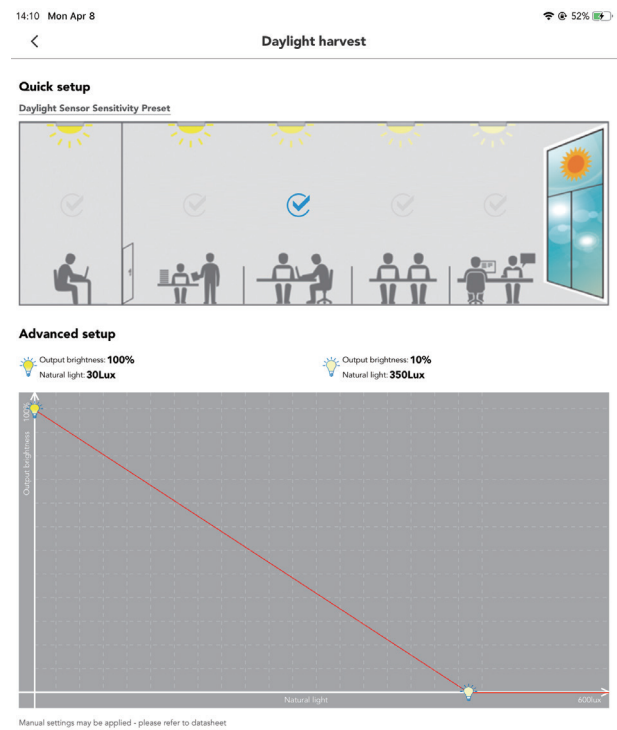 14:10 Mon Apr 8
52%
Daylight harvest
Quick setup
Daylight Sensor Sensitivity Preset
Advanced setup
Output brightness: 100%
Natural light: 30Lux
Output brightness: 10%
Natural light: 350Lux
Output brightness 100%
Natural light
600lux
Manual settings may be applied - please refer to datasheet